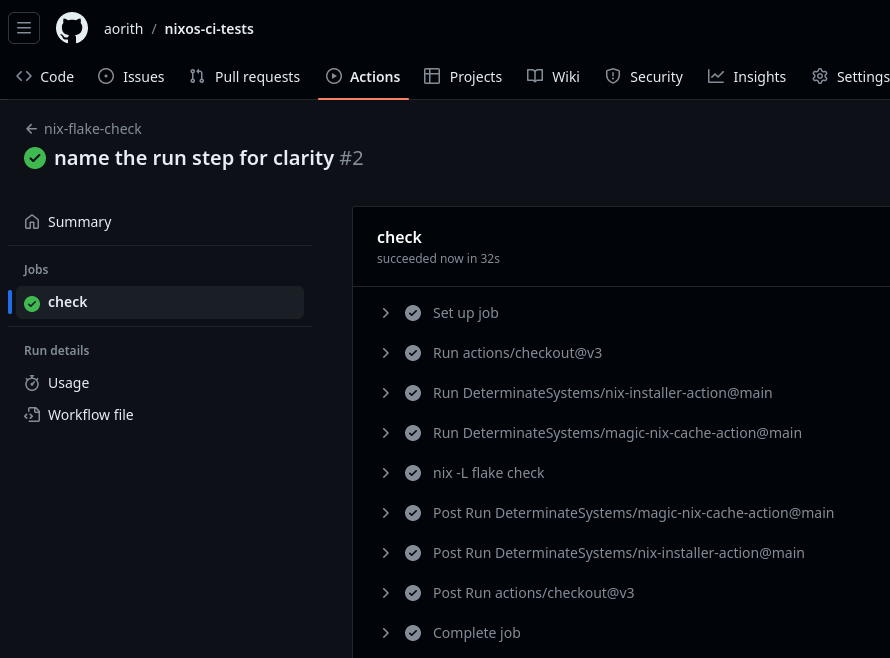 aorith / nixos-ci-tests
Code Issues Pull requests Actions Projects Wiki Security Insights Settings
nix-flake-check
name the run step for clarity #2
Summary
Jobs
check
Run details
Usage
Workflow file
check
succeeded now in 32s
Set up job
Run actions/checkout@v3
Run DeterminateSystems/nix-installer-action@main
Run DeterminateSystems/magic-nix-cache-action@main
nix -L flake check
Post Run DeterminateSystems/magic-nix-cache-action@main
Post Run DeterminateSystems/nix-installer-action@main
Post Run actions/checkout@v3
Complete job